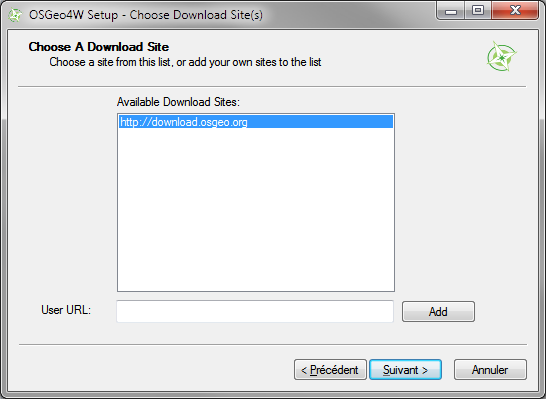 OSGeo4W Setup - Choose Download Site(s)
Choose A Download Site
Choose a site from this list, or add your own sites to the list
Available Download Sites:
http://download.osgeo.org
User URL:
Add
< Précédent
Suivant >
Annuler